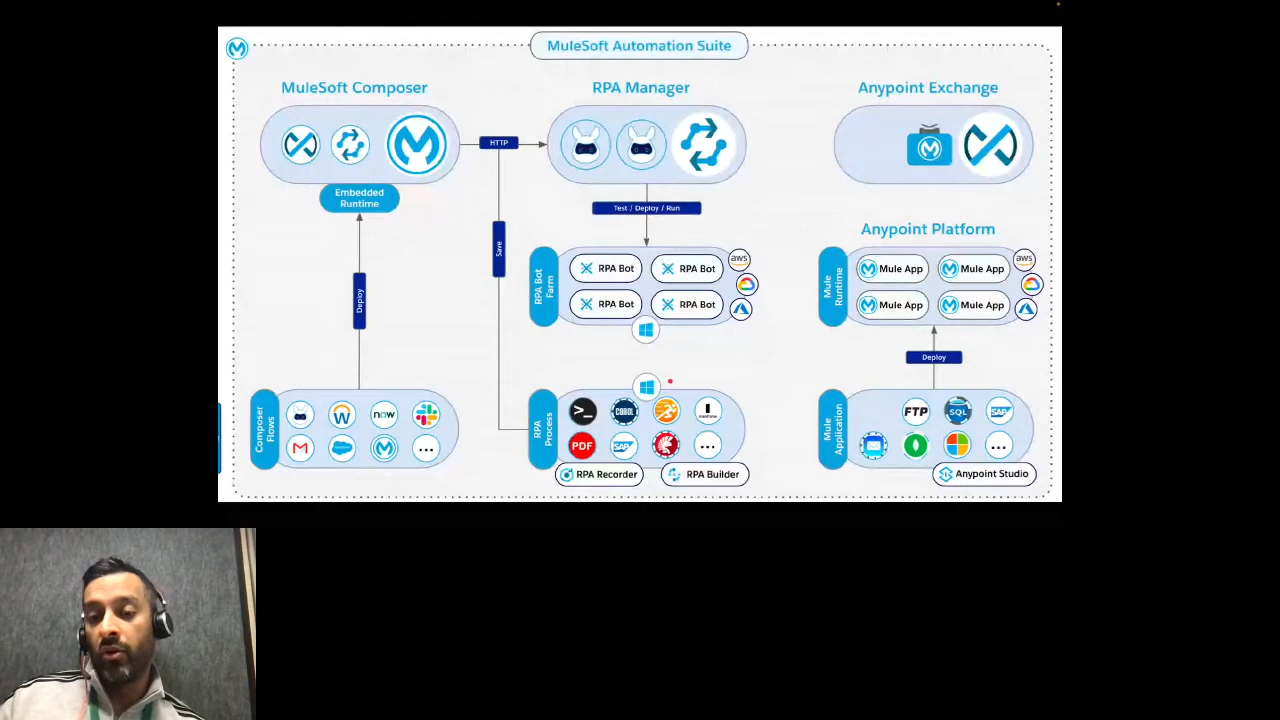 MuleSoft Automation Suite
MuleSoft Composer
RPA Manager
Anypoint Exchange
HTTP
Embedded
Runtime
Test / Deploy / Run
Save
Deploy
Anypoint Platform
RPA Bot
Farm
RPA Bot
RPA Bot
RPA Bot
RPA Bot
aws
Mule
Runtime
Mule App
Mule App
Mule App
Mule App
aws
Deploy
Composer
Flows
now
RPA
Process
COBOL
PDF
SAP
RPA Recorder
RPA Builder
Mule
Application
FTP
SQL
SAP
Anypoint Studio